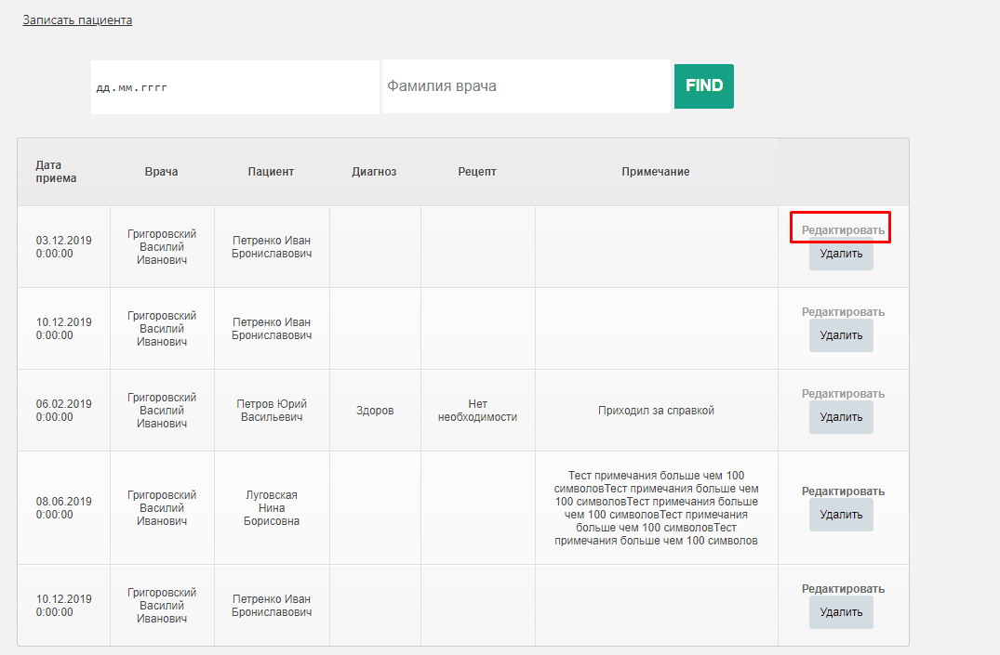 Записать пациента
дд.мм.гггг
Фамилия врача
FIND
Дата
приема
Врача
Пациент
Диагноз
Рецепт
Примечание
03.12.2019
0:00:00
Григоровский
Василий
Иванович
Петренко Иван
Брониславович
Редактировать
Удалить
10.12.2019
0:00:00
Григоровский
Василий
Иванович
Петренко Иван
Брониславович
Редактировать
Удалить
06.02.2019
0:00:00
Григоровский
Василий
Иванович
Петров Юрий
Васильевич
Здоров
Нет
необходимости
Приходил за справкой
Редактировать
Удалить
08.06.2019
0:00:00
Григоровский
Василий
Иванович
Луговская
Нина
Борисовна
Тест примечания больше чем 100
символовТест примечания больше чем
100 символовТест примечания больше
чем 100 символовТест примечания
больше чем 100 символовТест
примечания больше чем 100 символов
Редактировать
Удалить
10.12.2019
0:00:00
Григоровский
Василий
Иванович
Петренко Иван
Брониславович
Редактировать
Удалить